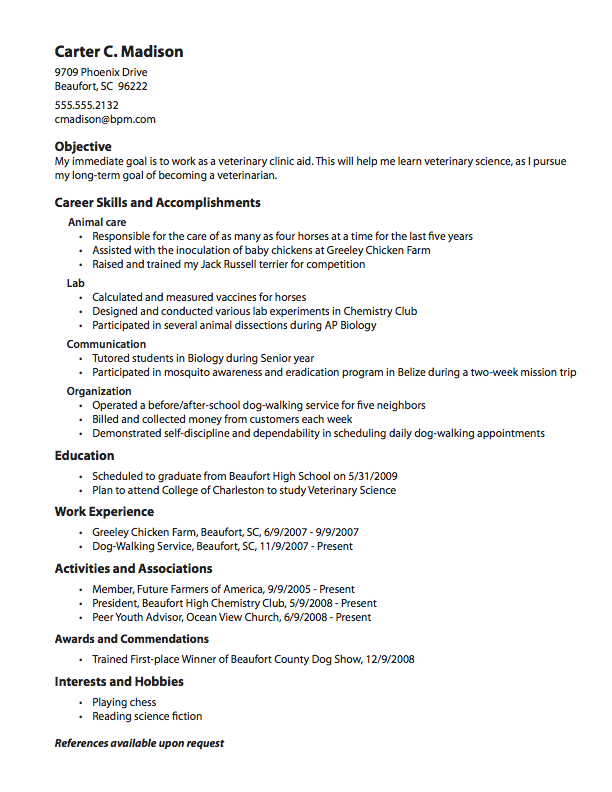 Carter C. Madison
9709 Phoenix Drive
Beaufort, SC  96222
555.555.2132
cmadison@bpm.com
Objective
My immediate goal is to work as a veterinary clinic aid. This will help me learn veterinary science, as I pursue
my long-term goal of becoming a veterinarian.
Career Skills and Accomplishments
Animal care
• Responsible for the care of as many as four horses at a time for the last five years
• Assisted with the inoculation of baby chickens at Greeley Chicken Farm
• Raised and trained my Jack Russell terrier for competition
Lab
• Calculated and measured vaccines for horses
• Designed and conducted various lab experiments in Chemistry Club
• Participated in several animal dissections during AP Biology
Communication
• Tutored students in Biology during Senior year
• Participated in mosquito awareness and eradication program in Belize during a two-week mission trip
Organization
• Operated a before/after-school dog-walking service for five neighbors
• Billed and collected money from customers each week
• Demonstrated self-discipline and dependability in scheduling daily dog-walking appointments
Education
• Scheduled to graduate from Beaufort High School on 5/31/2009
• Plan to attend College of Charleston to study Veterinary Science
Work Experience
• Greeley Chicken Farm, Beaufort, SC, 6/9/2007 - 9/9/2007
• Dog-Walking Service, Beaufort, SC, 11/9/2007 - Present
Activities and Associations
• Member, Future Farmers of America, 9/9/2005 - Present
• President, Beaufort High Chemistry Club, 5/9/2008 - Present
• Peer Youth Advisor, Ocean View Church, 6/9/2008 - Present
Awards and Commendations
• Trained First-place Winner of Beaufort County Dog Show, 12/9/2008
Interests and Hobbies
• Playing chess
• Reading science fiction
References available upon request